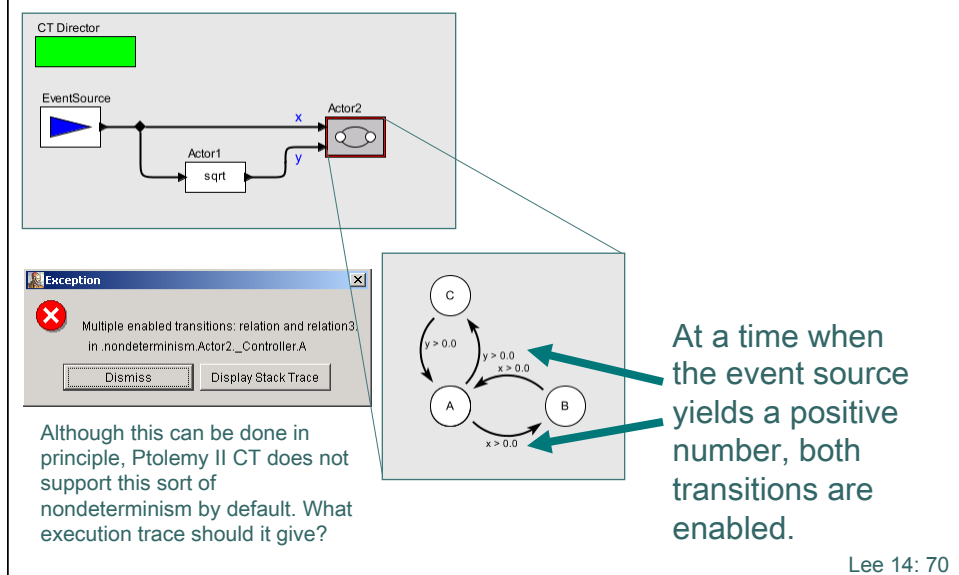 CT Director
EventSource
Actor2
x
Actor1
y
sqrt
Exception
Multiple enabled transitions: relation and relation3.
in .nondeterminism.Actor2._Controller.A
Dismiss
Display Stack Trace
Although this can be done in
principle, Ptolemy II CT does not
support this sort of
nondeterminism by default. What
execution trace should it give?
C
y > 0.0
y > 0.0
x > 0.0
A
B
x > 0.0
At a time when
the event source
yields a positive
number, both
transitions are
enabled.
Lee 14: 70